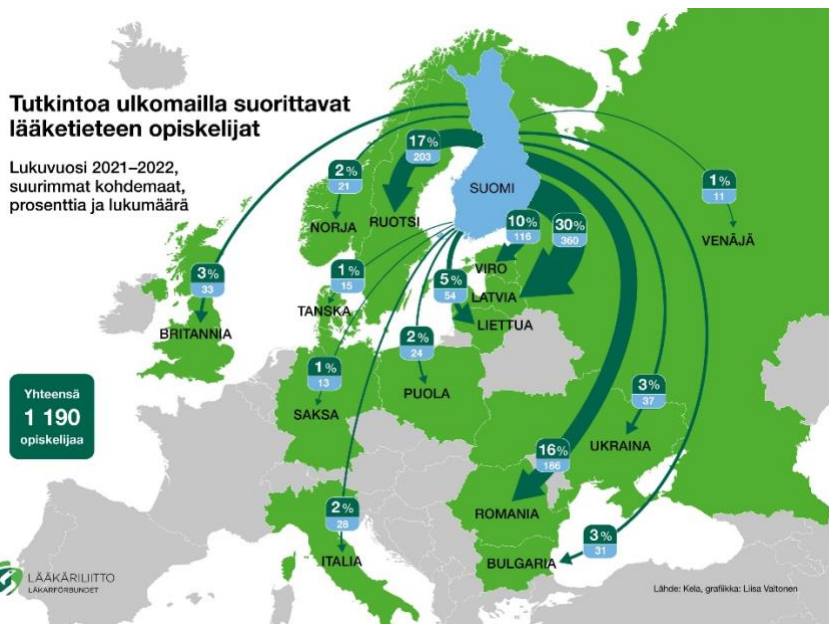 Tutkintoa ulkomailla suorittavat
lääketieteen opiskelijat
Lukuvuosi 2021–2022,
suurimmat kohdemaat,
prosenttia ja lukumäärä
SUOMI
17%
203
RUOTSI
2%
21
NORJA
1%
11
VENÄJÄ
10%
116
VIRO
30%
360
LATVIA
5%
54
LIETTUA
3%
33
BRITANNIA
1%
15
TANSKA
2%
24
PUOLA
1%
13
SAKSA
3%
37
UKRAINA
16%
186
ROMANIA
2%
28
ITALIA
3%
31
BULGARIA
Yhteensä
1 190
opiskelijaa
LÄÄKÄRILIITTO
LÄKARFÖRBUNDET
Lähde: Kela, grafiikka: Liisa Valtonen